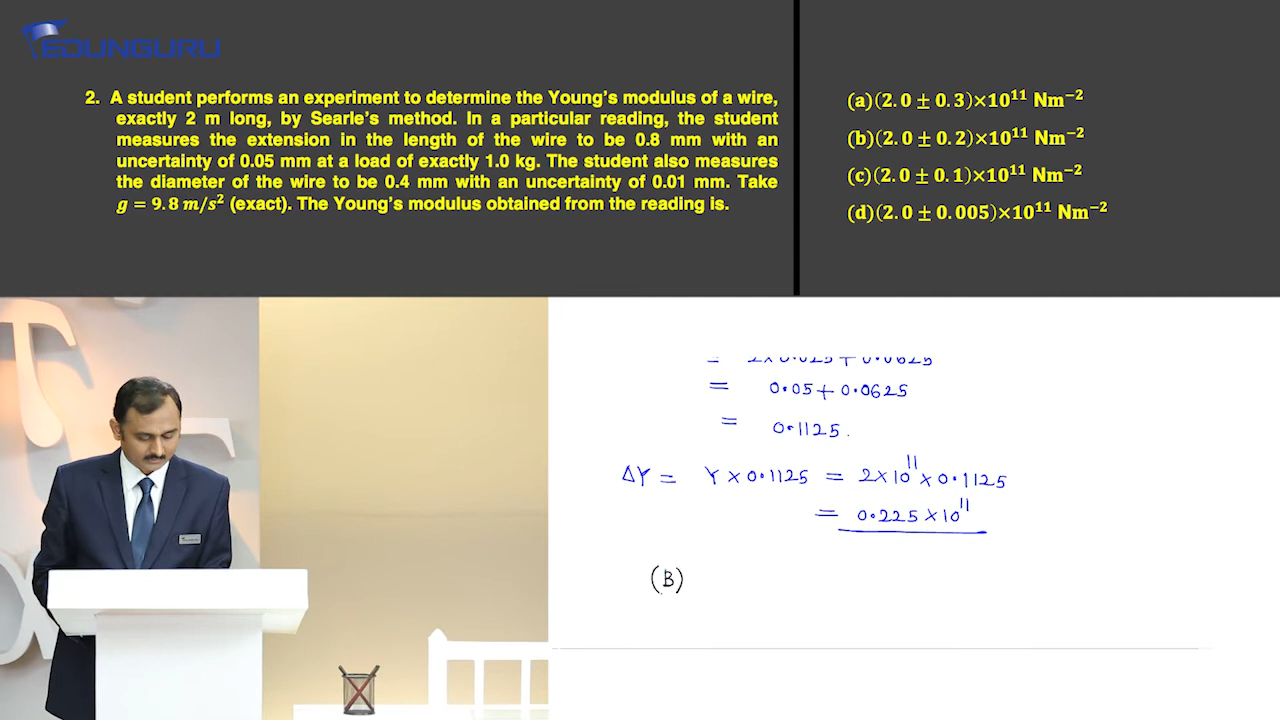 EDUNGURU
2. A student performs an experiment to determine the Young's modulus of a wire,
exactly 2 m long, by Searle's method. In a particular reading, the student
measures the extension in the length of the wire to be 0.8 mm with an
uncertainty of 0.05 mm at a load of exactly 1.0 kg. The student also measures
the diameter of the wire to be 0.4 mm with an uncertainty of 0.01 mm. Take
g = 9.8 m/s² (exact). The Young's modulus obtained from the reading is.
(a)(2.0 ± 0.3)×10¹¹ Nm⁻²
(b)(2.0 ± 0.2)×10¹¹ Nm⁻²
(c)(2.0 ± 0.1)×10¹¹ Nm⁻²
(d)(2.0 ± 0.005)×10¹¹ Nm⁻²
= 2×0.025+0.0625
= 0.05+0.0625
= 0.1125.
ΔY = Y×0.1125 = 2×10¹¹×0.1125
= 0.225×10¹¹
(B)